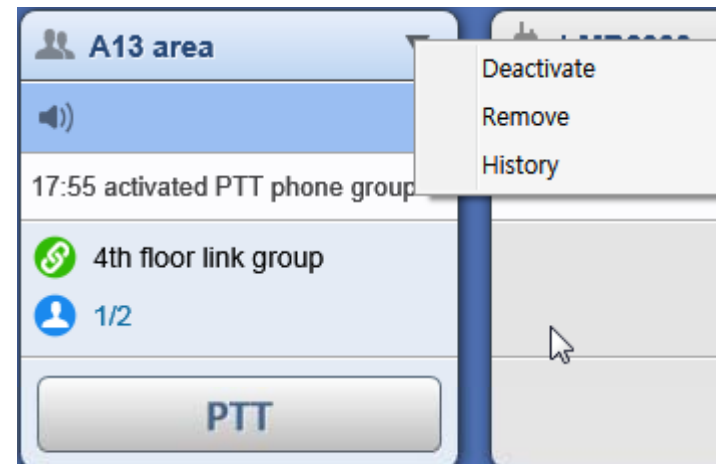 A13 area
Deactivate
Remove
History
17:55 activated PTT phone group
4th floor link group
1/2
PTT